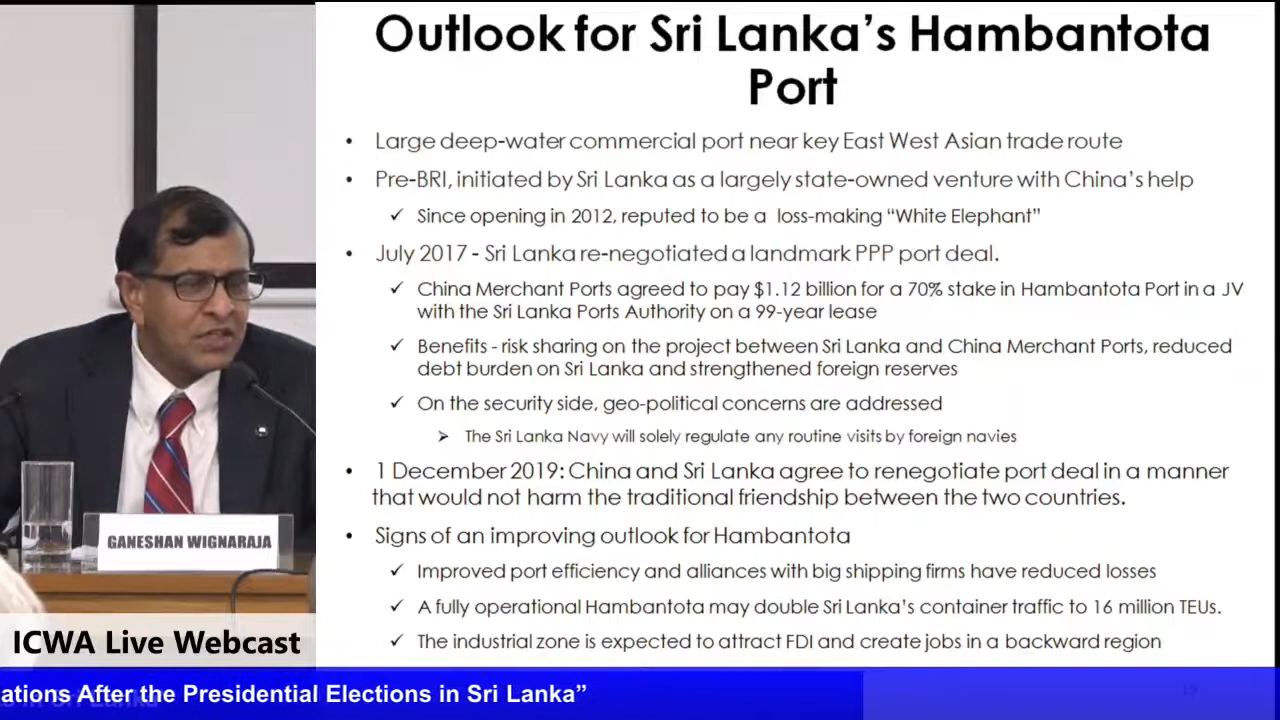 Outlook for Sri Lanka's Hambantota
Port
• Large deep-water commercial port near key East West Asian trade route
• Pre-BRI, initiated by Sri Lanka as a largely state-owned venture with China's help
✓ Since opening in 2012, reputed to be a loss-making “White Elephant”
• July 2017 - Sri Lanka re-negotiated a landmark PPP port deal.
✓ China Merchant Ports agreed to pay $1.12 billion for a 70% stake in Hambantota Port in a JV
with the Sri Lanka Ports Authority on a 99-year lease
✓ Benefits - risk sharing on the project between Sri Lanka and China Merchant Ports, reduced
debt burden on Sri Lanka and strengthened foreign reserves
✓ On the security side, geo-political concerns are addressed
➢ The Sri Lanka Navy will solely regulate any routine visits by foreign navies
• 1 December 2019: China and Sri Lanka agree to renegotiate port deal in a manner
that would not harm the traditional friendship between the two countries.
• Signs of an improving outlook for Hambantota
✓ Improved port efficiency and alliances with big shipping firms have reduced losses
✓ A fully operational Hambantota may double Sri Lanka's container traffic to 16 million TEUs.
✓ The industrial zone is expected to attract FDI and create jobs in a backward region
GANESHAN WIGNARAJA
ICWA Live Webcast
ations After the Presidential Elections in Sri Lanka”